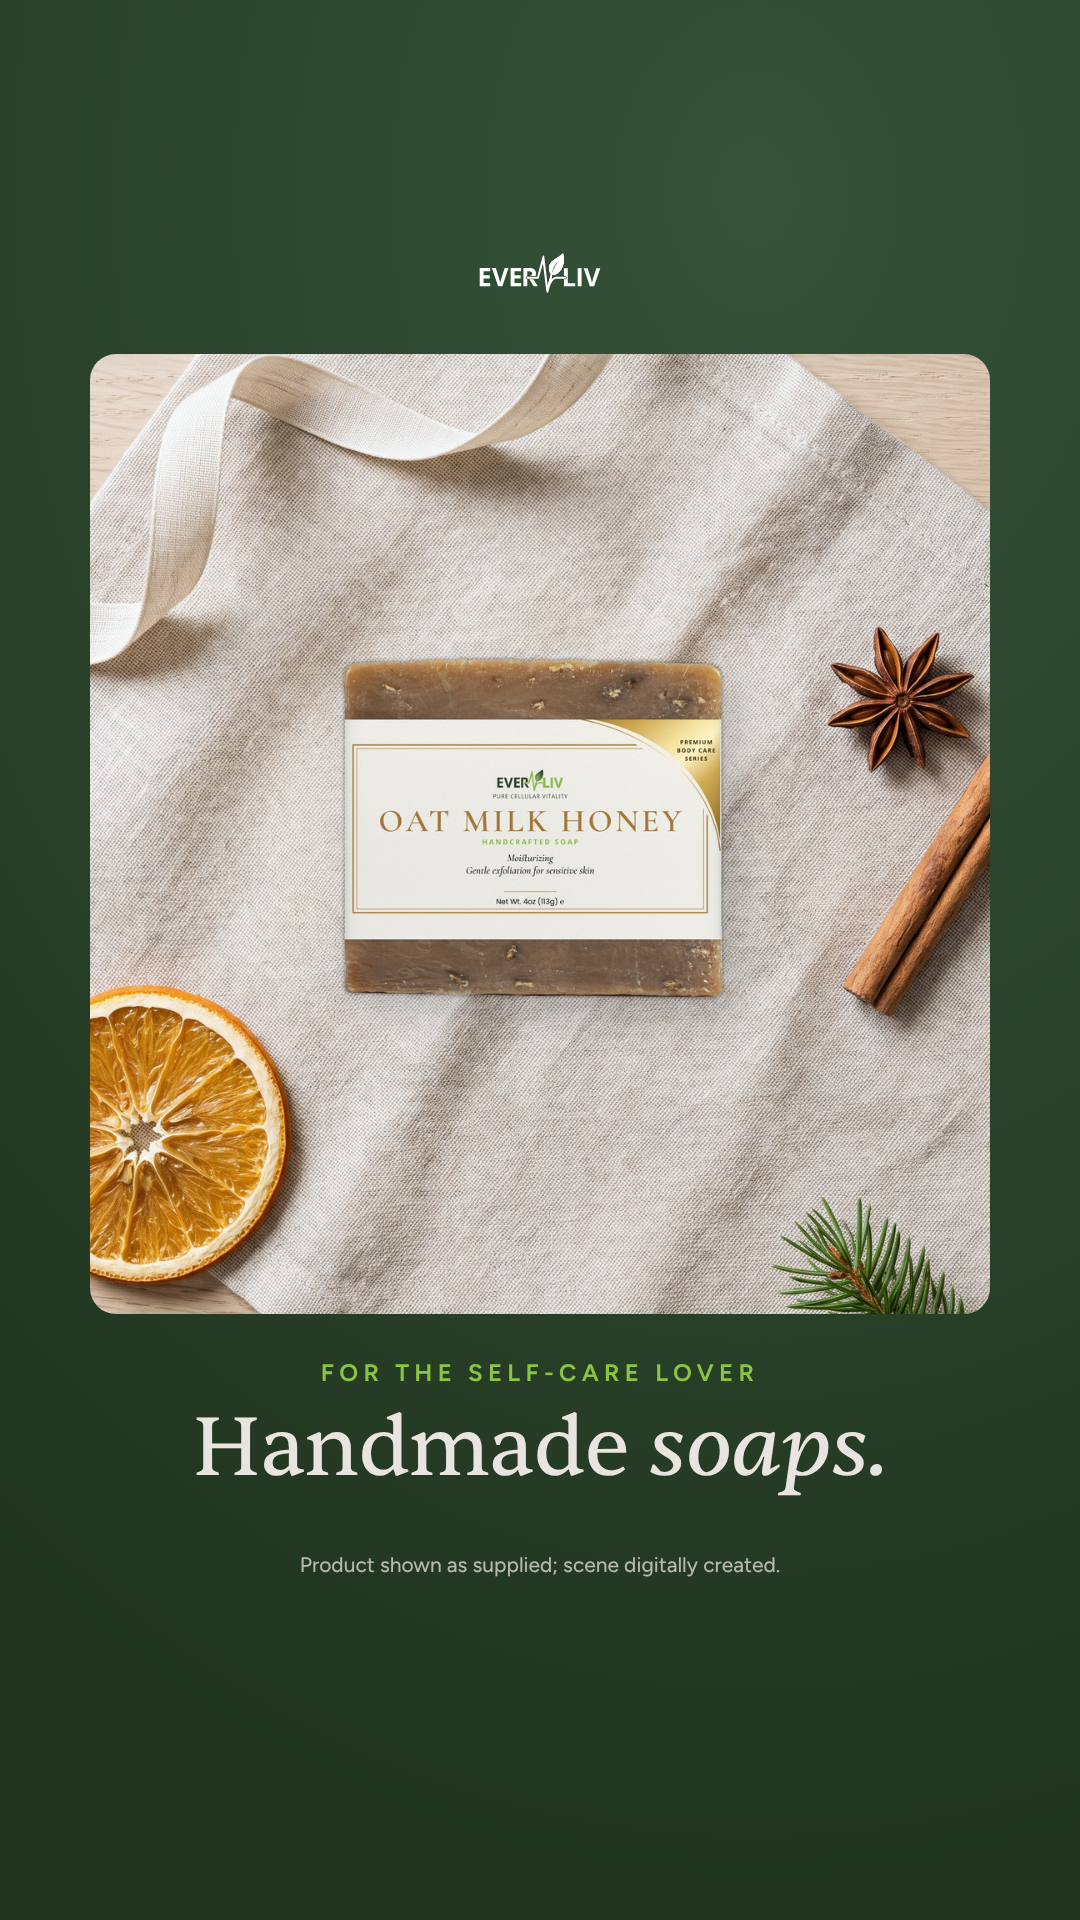 EVERLIV
PREMIUM
BODY CARE
SERIES
EVERLIV
PURE CELLULAR VITALITY
OAT MILK HONEY
HANDCRAFTED SOAP
Moisturizing
Gentle exfoliation for sensitive skin
Net Wt. 4oz (113g) e
FOR THE SELF-CARE LOVER
Handmade soaps.
Product shown as supplied; scene digitally created.